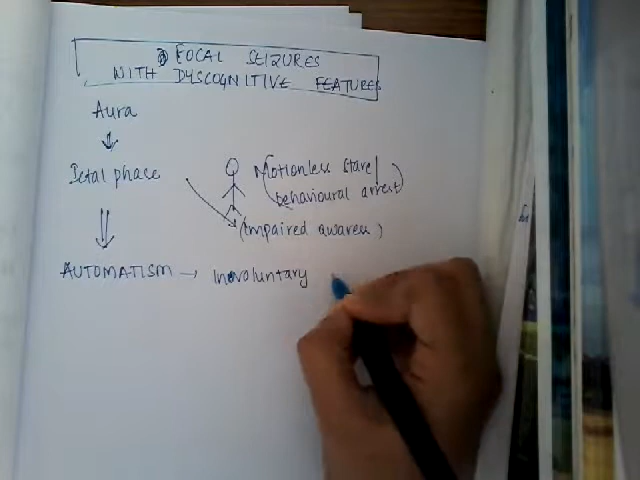 FOCAL SEIZURES
WITH DYSCOGNITIVE FEATURES
Aura
Ictal phase
Motionless stare
(behavioural arrest)
(impaired awareness)
AUTOMATISM → Involuntary